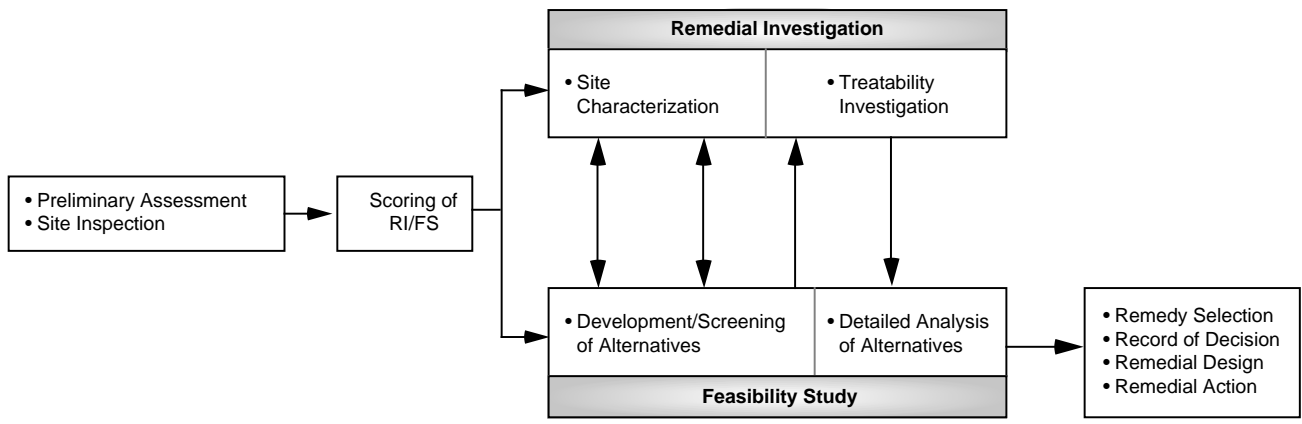 Remedial Investigation
• Site
Characterization
• Treatability
Investigation
• Preliminary Assessment
• Site Inspection
Scoring of
RI/FS
• Development/Screening
of Alternatives
• Detailed Analysis
of Alternatives
Feasibility Study
• Remedy Selection
• Record of Decision
• Remedial Design
• Remedial Action